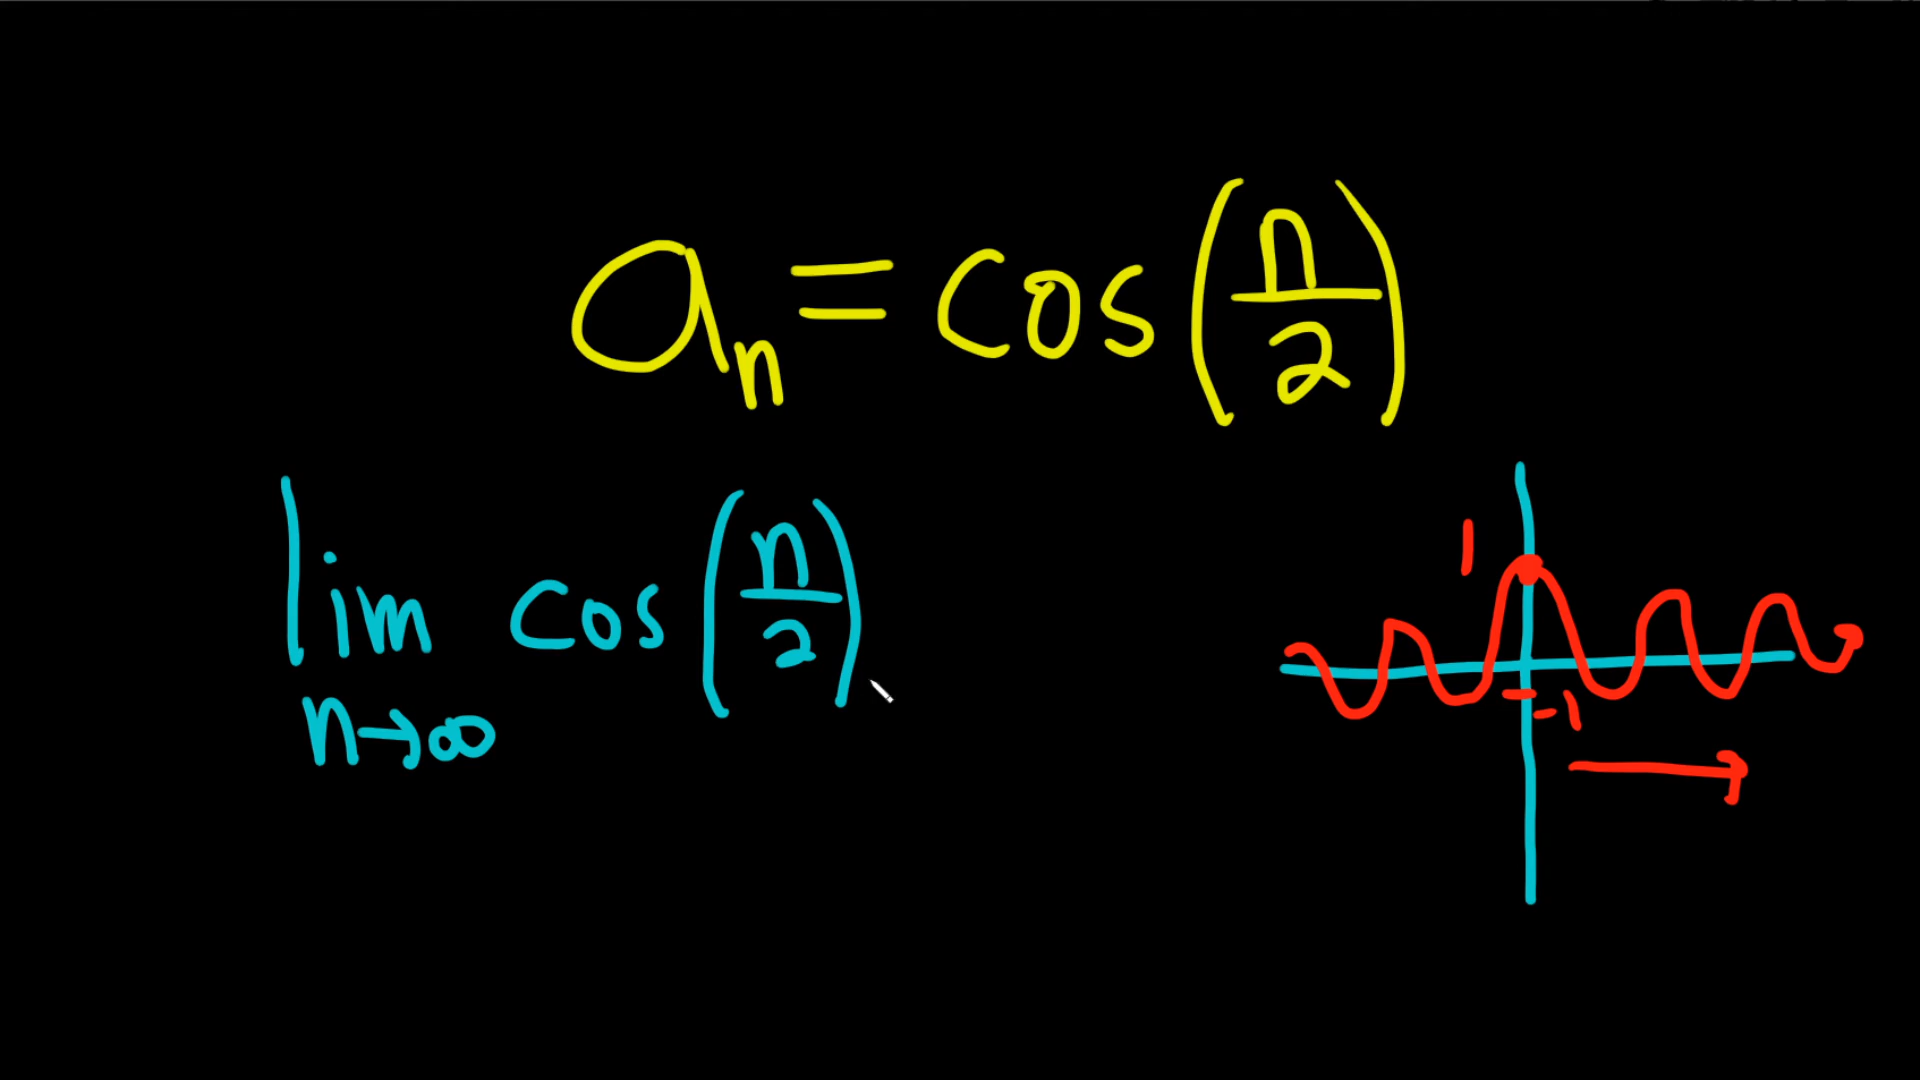 aₙ = cos(n/2)
lim cos(n/2)
n→∞
1
-1